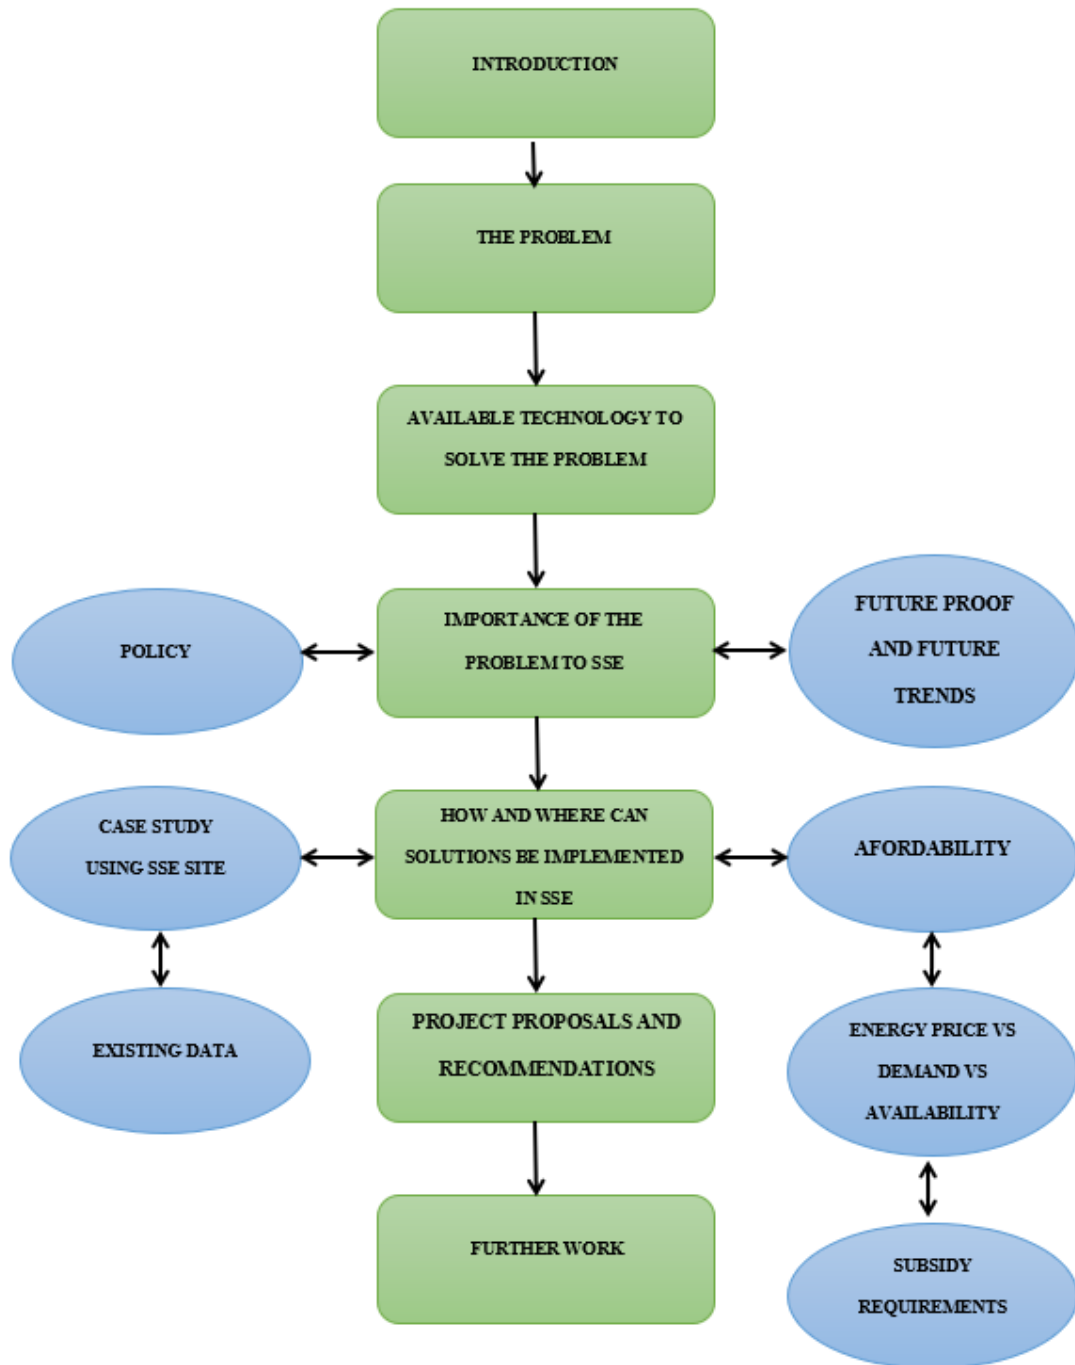 INTRODUCTION
THE PROBLEM
AVAILABLE TECHNOLOGY TO
SOLVE THE PROBLEM
POLICY
IMPORTANCE OF THE
PROBLEM TO SSE
FUTURE PROOF
AND FUTURE
TRENDS
CASE STUDY
USING SSE SITE
HOW AND WHERE CAN
SOLUTIONS BE IMPLEMENTED
IN SSE
AFORDABILITY
EXISTING DATA
PROJECT PROPOSALS AND
RECOMMENDATIONS
ENERGY PRICE VS
DEMAND VS
AVAILABILITY
FURTHER WORK
SUBSIDY
REQUIREMENTS